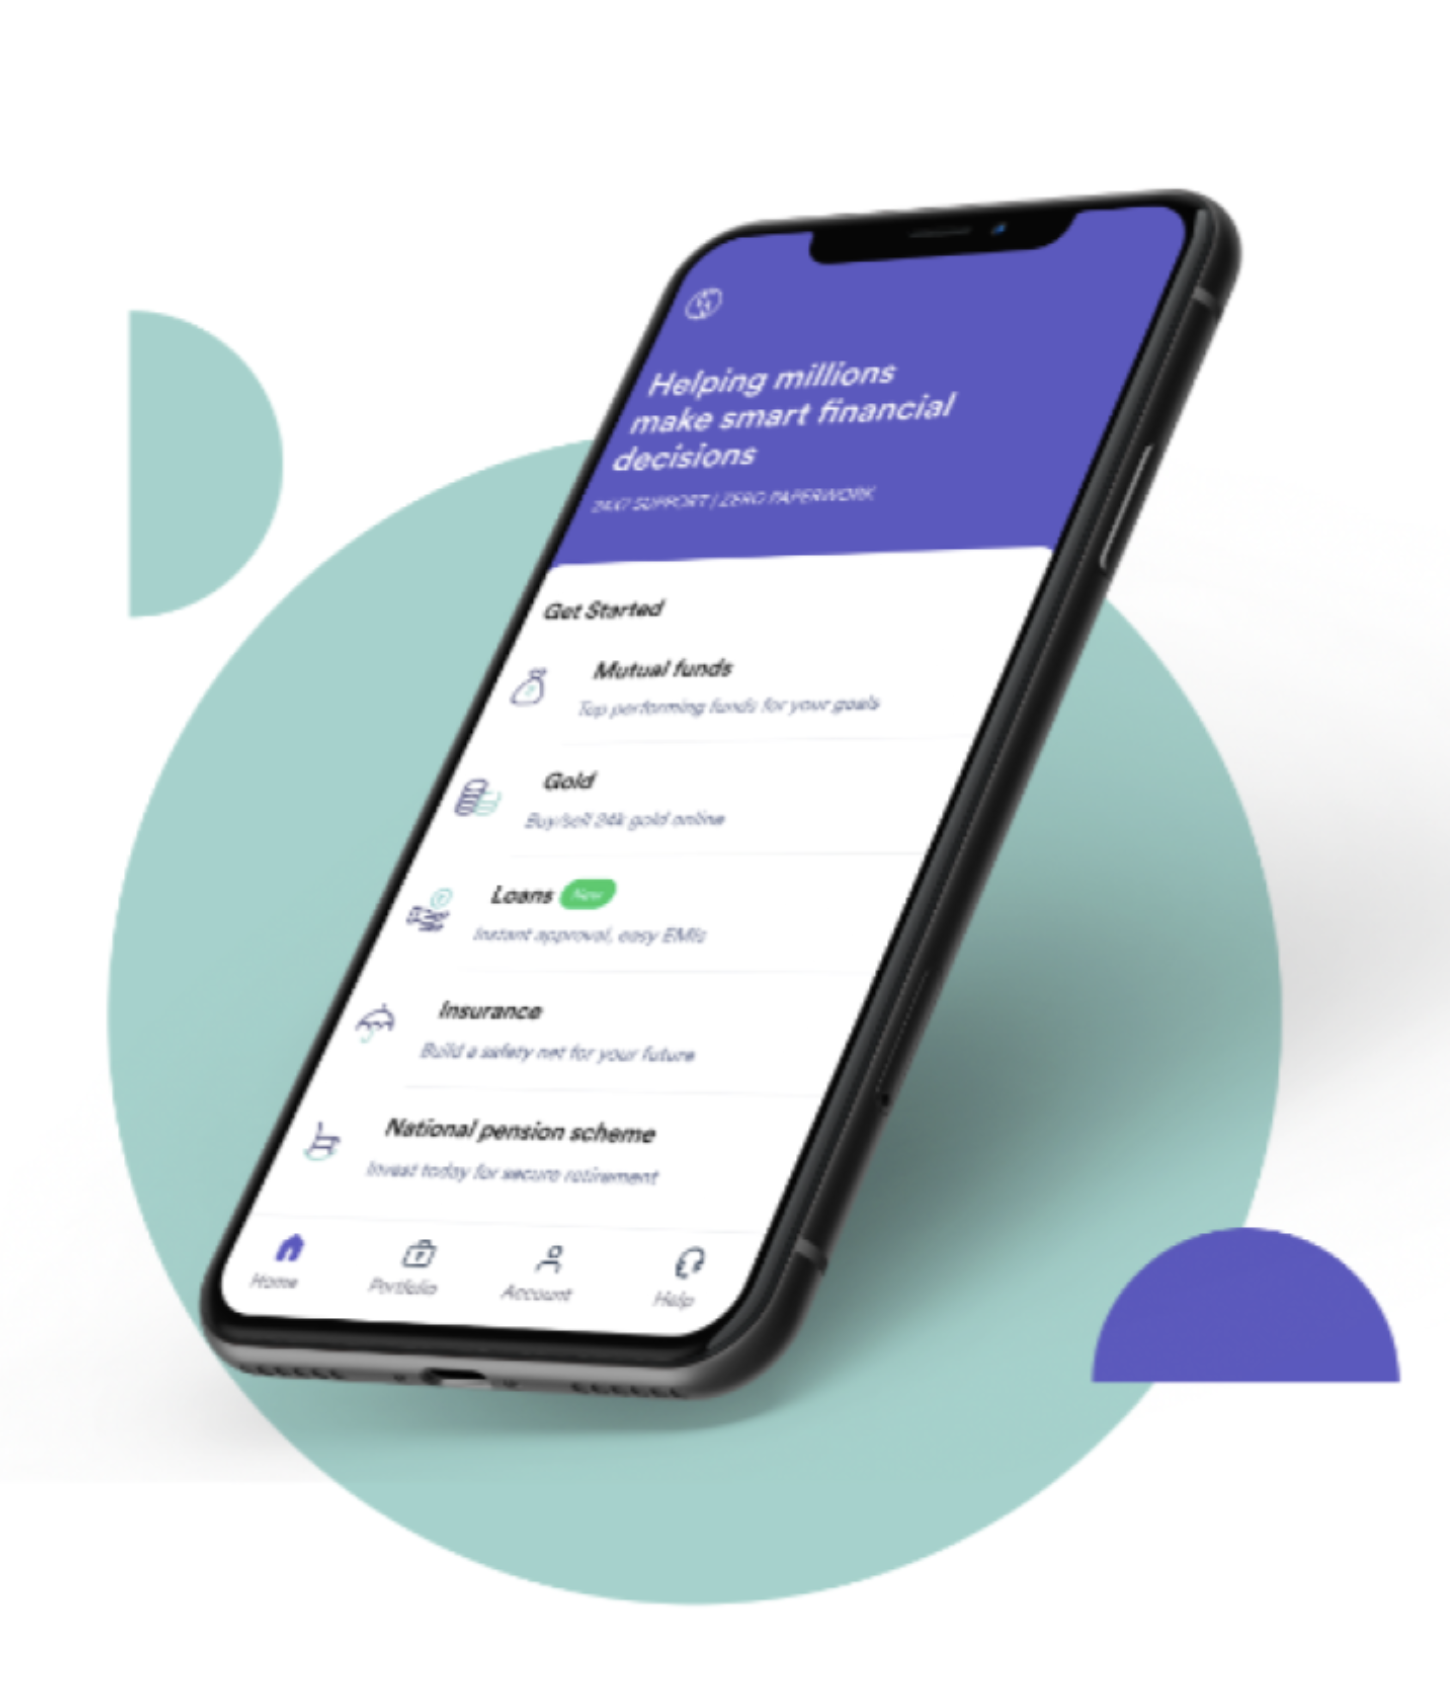 Helping millions
make smart financial
decisions
24X7 SUPPORT | ZERO PAPERWORK
Get Started
Mutual funds
Top performing funds for your goals
Gold
Buy/sell 24k gold online
Loans New
Instant approval, easy EMIs
Insurance
Build a safety net for your future
National pension scheme
Invest today for secure retirement
Home Portfolio Account Help